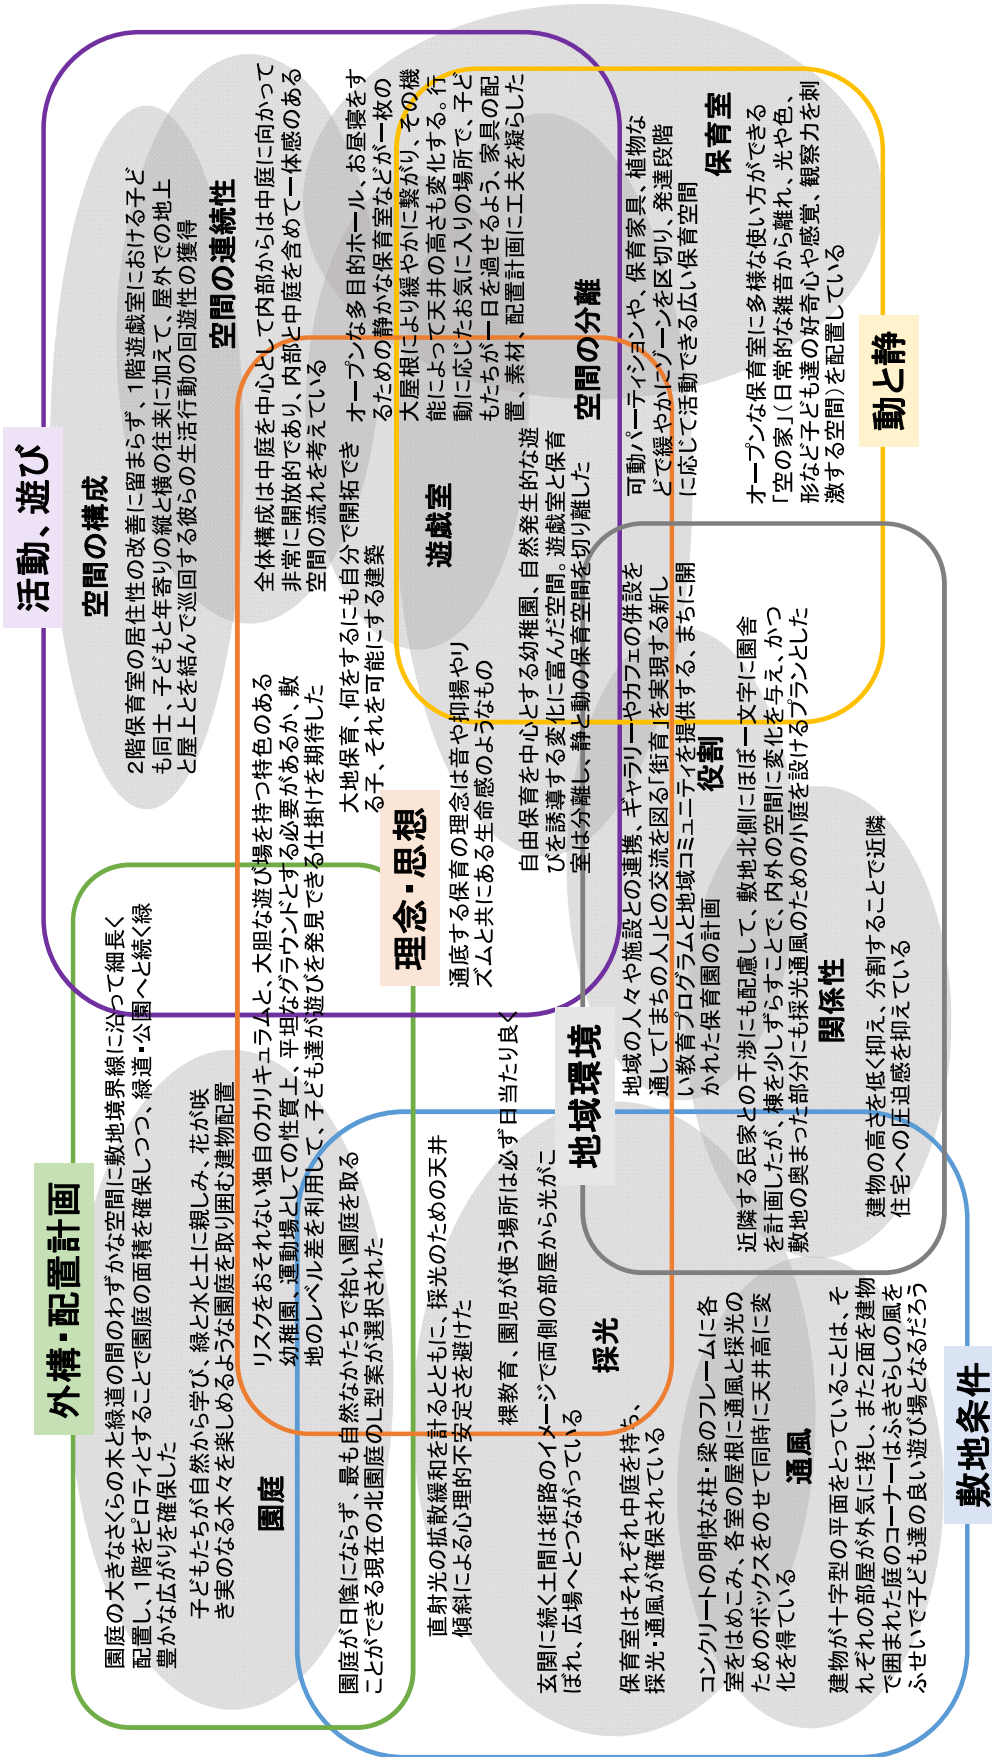 外構・配置計画
園庭の大きなさくらの木と緑道の間のわずかな空間に敷地境界線に沿って細長く
配置し、1階をピロティとすることで園庭の面積を確保しつつ、緑道・公園へと続く緑
豊かな広がりを確保した
子どもたちが自然から学び、緑と水と土に親しみ、花が咲
き実のなる木々を楽しめるような園庭を取り囲む建物配置
園庭
園庭が日陰にならず、最も自然なかたちで拾い園庭を取る
ことができる現在の北園庭のL型案が選択された
直射光の拡散緩和を計るとともに、採光のための天井
傾斜による心理的不安定さを避けた
裸教育、園児が使う場所は必ず日当たり良く
玄関に続く土間は街路のイメージで両側の部屋から光がこ
ぼれ、広場へとつながっている
採光
保育室はそれぞれ中庭を持ち、
採光・通風が確保されている
コンクリートの明快な柱・梁のフレームに各
室をはめこみ、各室の屋根に通風と採光の
ためのボックスをのせて同時に天井高に変
化を得ている
通風
建物が十字型の平面をとっていることは、そ
れぞれの部屋が外気に接し、また2面を建物
で囲まれた庭のコーナーはふきさらしの風を
ふせいで子ども達の良い遊び場となるだろう
敷地条件
活動、遊び
空間の構成
2階保育室の居住性の改善に留まらず、1階遊戯室における子ど
も同士、子どもと年寄りの縦と横の往来に加えて、屋外での地上
と屋上とを結んで巡回する彼らの生活行動の回遊性の獲得
空間の連続性
全体構成は中庭を中心として内部からは中庭に向かって
非常に開放的であり、内部と中庭を含めて一体感のある
空間の流れを考えている
リスクをおそれない独自のカリキュラムと、大胆な遊び場を持つ特色のある
幼稚園、運動場としての性質上、平坦なグラウンドとする必要があるか、敷
地のレベル差を利用して、子ども達が遊びを発見できる仕掛けを期待した
大地保育、何をするにも自分で開拓でき
る子、それを可能にする建築
オープンな多目的ホール、お昼寝をす
るための静かな保育室などが一枚の
大屋根により緩やかに繋がり、その機
能によって天井の高さも変化する。行
動に応じたお気に入りの場所で、子ど
もたちが一日を過せるよう、家具の配
置、素材、配置計画に工夫を凝らした
理念・思想
遊戯室
通底する保育の理念は音や抑揚やリ
ズムと共にある生命感のようなもの
自由保育を中心とする幼稚園、自然発生的な遊
びを誘導する変化に富んだ空間。遊戯室と保育
室は分離し、静と動の保育空間を切り離した
空間の分離
可動パーティションや、保育家具、植物な
どで緩やかにゾーンを区切り、発達段階
に応じて活動できる広い保育空間
保育室
オープンな保育室に多様な使い方ができる
「空の家」(日常的な雑音から離れ、光や色、
形など子ども達の好奇心や感覚、観察力を刺
激する空間)を配置している
動と静
地域環境
地域の人々や施設との連携、ギャラリーやカフェの併設を
通して「まちの人」との交流を図る「街育」を実現する新し
い教育プログラムと地域コミュニティを提供する、まちに開
かれた保育園の計画
役割
近隣する民家との干渉にも配慮して、敷地北側にほぼ一文字に園舎
を計画したが、棟を少しずらすことで、内外の空間に変化を与え、かつ
敷地の奥まった部分にも採光通風のための小庭を設けるプランとした
関係性
建物の高さを低く抑え、分割することで近隣
住宅への圧迫感を抑えている